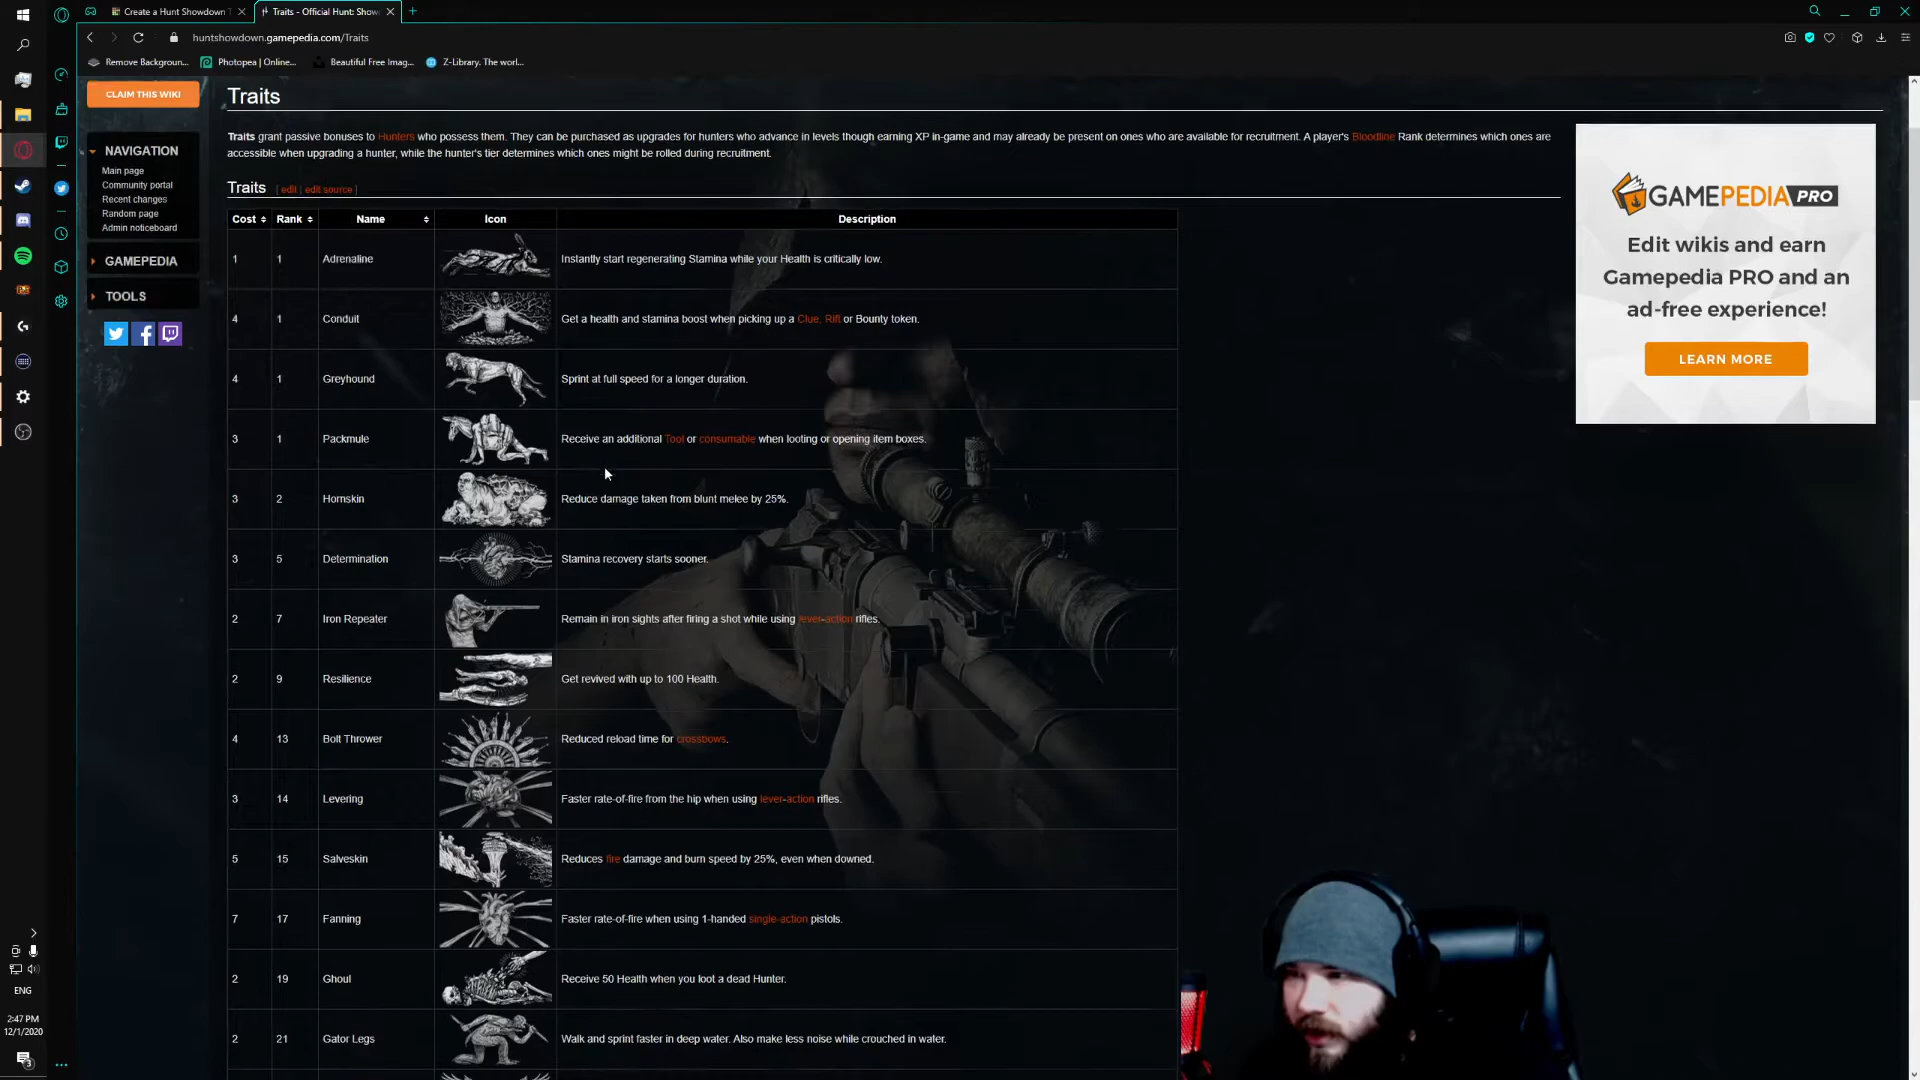 Create a Hunt Showdown T
Traits - Official Hunt: Show
huntshowdown.gamepedia.com/Traits
Remove Backgroun...
Photopea | Online...
Beautiful Free Imag...
Z-Library. The worl...
CLAIM THIS WIKI
NAVIGATION
Main page
Community portal
Recent changes
Random page
Admin noticeboard
GAMEPEDIA
TOOLS
Traits
Traits grant passive bonuses to Hunters who possess them. They can be purchased as upgrades for hunters who advance in levels though earning XP in-game and may already be present on ones who are available for recruitment. A player's Bloodline Rank determines which ones are
accessible when upgrading a hunter, while the hunter's tier determines which ones might be rolled during recruitment.
Traits [ edit | edit source ]
Cost Rank Name Icon Description
1 1 Adrenaline Instantly start regenerating Stamina while your Health is critically low.
4 1 Conduit Get a health and stamina boost when picking up a Clue, Rift or Bounty token.
4 1 Greyhound Sprint at full speed for a longer duration.
3 1 Packmule Receive an additional Tool or consumable when looting or opening item boxes.
3 2 Hornskin Reduce damage taken from blunt melee by 25%.
3 5 Determination Stamina recovery starts sooner.
2 7 Iron Repeater Remain in iron sights after firing a shot while using lever-action rifles.
2 9 Resilience Get revived with up to 100 Health.
4 13 Bolt Thrower Reduced reload time for crossbows.
3 14 Levering Faster rate-of-fire from the hip when using lever-action rifles.
5 15 Salveskin Reduces fire damage and burn speed by 25%, even when downed.
7 17 Fanning Faster rate-of-fire when using 1-handed single-action pistols.
2 19 Ghoul Receive 50 Health when you loot a dead Hunter.
2 21 Gator Legs Walk and sprint faster in deep water. Also make less noise while crouched in water.
GAMEPEDIA PRO
Edit wikis and earn
Gamepedia PRO and an
ad-free experience!
LEARN MORE
ENG
2:47 PM
12/1/2020
3